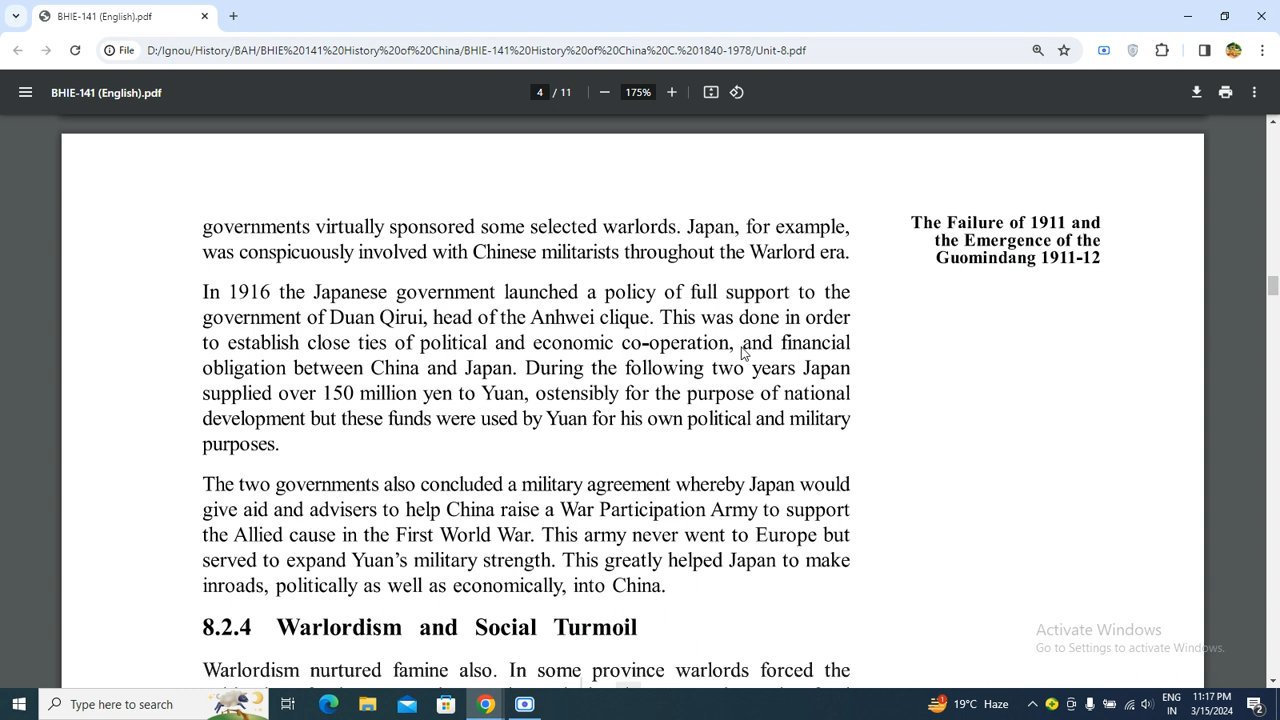 BHIE-141 (English).pdf
File
D:/Ignou/History/BAH/BHIE%20141%20History%20of%20China/BHIE-141%20History%20of%20China%20C.%201840-1978/Unit-8.pdf
BHIE-141 (English).pdf
4 / 11
175%
The Failure of 1911 and
the Emergence of the
Guomindang 1911-12
governments virtually sponsored some selected warlords. Japan, for example,
was conspicuously involved with Chinese militarists throughout the Warlord era.
In 1916 the Japanese government launched a policy of full support to the
government of Duan Qirui, head of the Anhwei clique. This was done in order
to establish close ties of political and economic co-operation, and financial
obligation between China and Japan. During the following two years Japan
supplied over 150 million yen to Yuan, ostensibly for the purpose of national
development but these funds were used by Yuan for his own political and military
purposes.
The two governments also concluded a military agreement whereby Japan would
give aid and advisers to help China raise a War Participation Army to support
the Allied cause in the First World War. This army never went to Europe but
served to expand Yuan's military strength. This greatly helped Japan to make
inroads, politically as well as economically, into China.
8.2.4 Warlordism and Social Turmoil
Warlordism nurtured famine also. In some province warlords forced the
Activate Windows
Go to Settings to activate Windows.
Type here to search
1
19°C Haze
ENG
IN
11:17 PM
3/15/2024
2